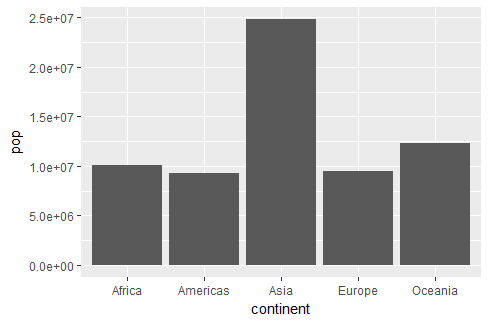 2.5e+07
2.0e+07
1.5e+07
1.0e+07
5.0e+06
0.0e+00
pop
Africa Americas Asia Europe Oceania
continent